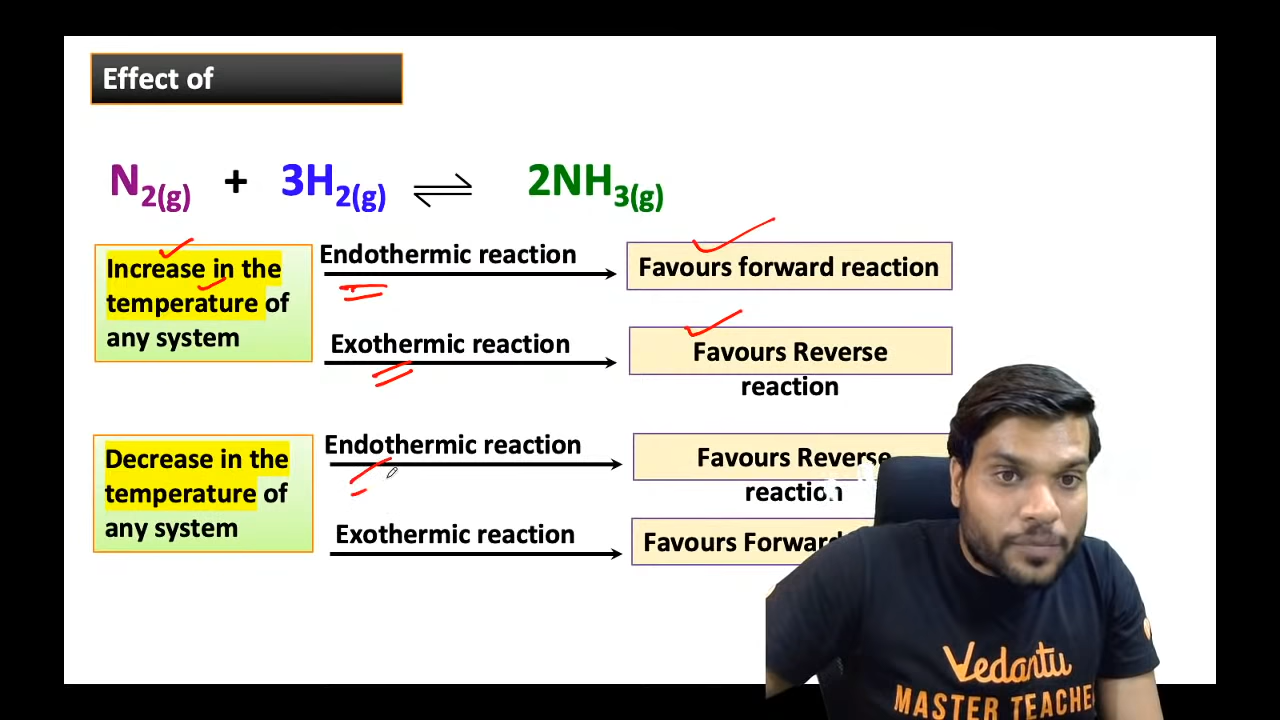 Effect of
N2(g) + 3H2(g) ⇌ 2NH3(g)
Increase in the
temperature of
any system
Endothermic reaction
Favours forward reaction
Exothermic reaction
Favours Reverse
reaction
Decrease in the
temperature of
any system
Endothermic reaction
Favours Reverse
reaction
Exothermic reaction
Favours Forward
Vedantu
MASTER TEACHE